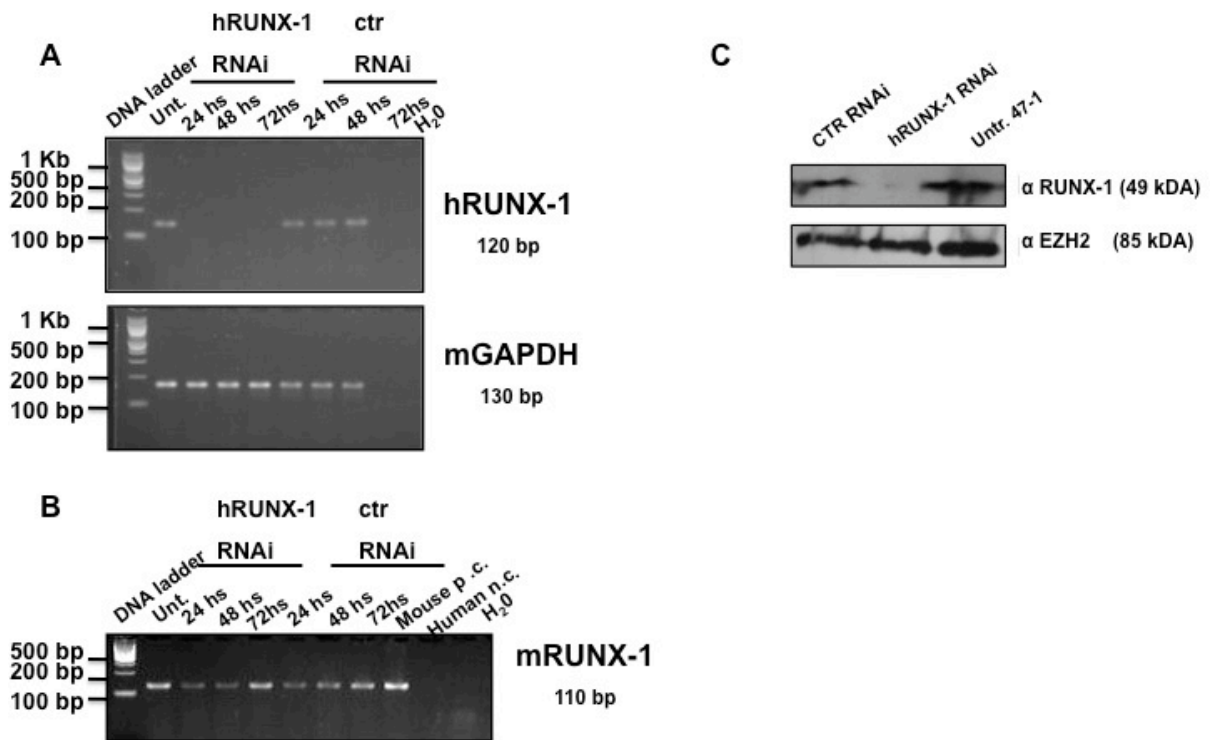 A
hRUNX-1 ctr
RNAi RNAi
DNA ladder Unt. 24 hs 48 hs 72hs 24 hs 48 hs 72hs H20
1 Kb
500 bp
200 bp
100 bp
hRUNX-1
120 bp
1 Kb
500 bp
200 bp
100 bp
mGAPDH
130 bp
B
hRUNX-1 ctr
RNAi RNAi
DNA ladder Unt. 24 hs 48 hs 72hs 24 hs 48 hs 72hs Mouse p .c. Human n.c. H20
500 bp
200 bp
100 bp
mRUNX-1
110 bp
C
CTR RNAi hRUNX-1 RNAi Untr. 47-1
α RUNX-1 (49 kDA)
α EZH2 (85 kDA)